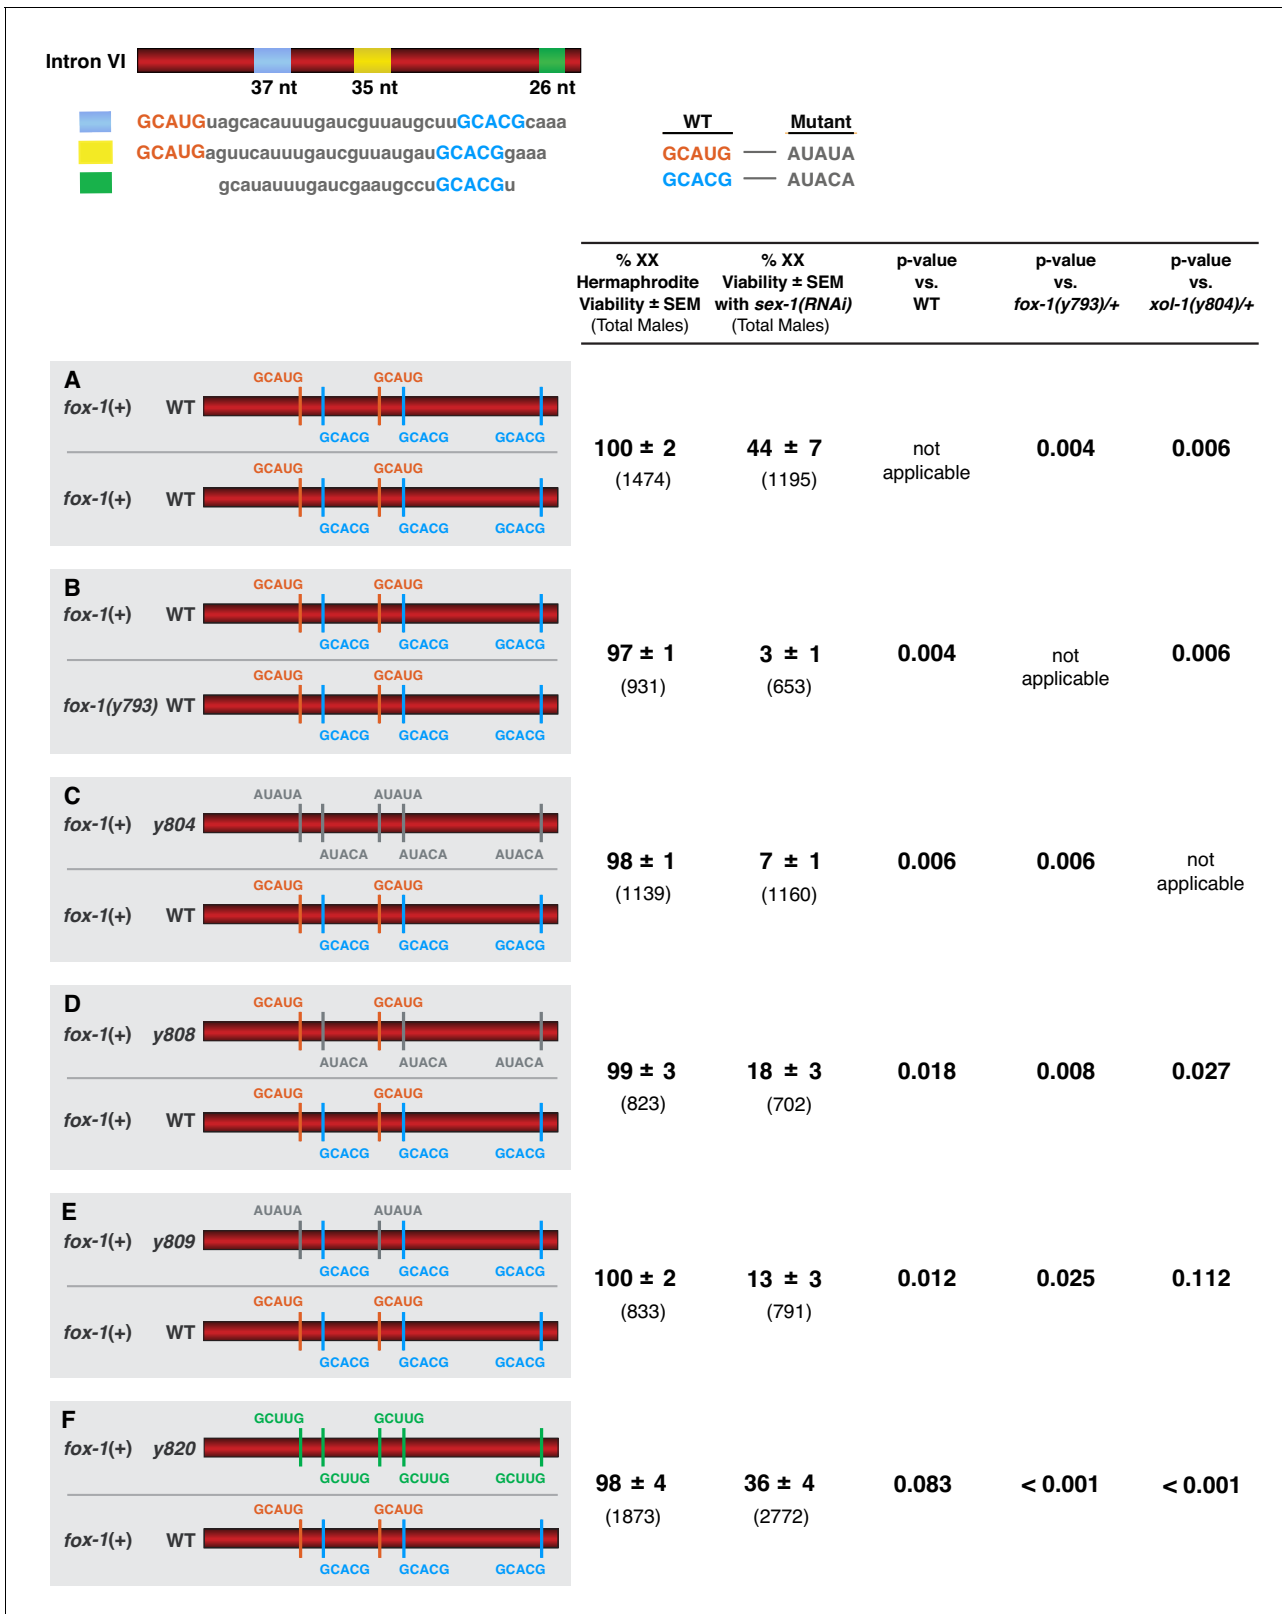 Intron VI
37 nt 35 nt 26 nt
GCAUGuagcacauuugaucguuaugcuuGCACGcaaa
GCAUGaguucauuugaucguuaugauGCACGgaaa
gcauauuugaucgaaugccuGCACGu
WT Mutant
GCAUG — AUAUA
GCACG — AUACA
% XX
Hermaphrodite
Viability ± SEM
(Total Males)
% XX
Viability ± SEM
with sex-1(RNAi)
(Total Males)
p-value
vs.
WT
p-value
vs.
fox-1(y793)/+
p-value
vs.
xol-1(y804)/+
A
GCAUG GCAUG
fox-1(+) WT
GCACG GCACG GCACG
GCAUG GCAUG
fox-1(+) WT
GCACG GCACG GCACG
100 ± 2 44 ± 7 not 0.004 0.006
(1474) (1195) applicable
B
GCAUG GCAUG
fox-1(+) WT
GCACG GCACG GCACG
GCAUG GCAUG
fox-1(y793) WT
GCACG GCACG GCACG
97 ± 1 3 ± 1 0.004 not 0.006
(931) (653) applicable
C
AUAUA AUAUA
fox-1(+) y804
AUACA AUACA AUACA
GCAUG GCAUG
fox-1(+) WT
GCACG GCACG GCACG
98 ± 1 7 ± 1 0.006 0.006 not
(1139) (1160) applicable
D
GCAUG GCAUG
fox-1(+) y808
AUACA AUACA AUACA
GCAUG GCAUG
fox-1(+) WT
GCACG GCACG GCACG
99 ± 3 18 ± 3 0.018 0.008 0.027
(823) (702)
E
AUAUA AUAUA
fox-1(+) y809
GCACG GCACG GCACG
GCAUG GCAUG
fox-1(+) WT
GCACG GCACG GCACG
100 ± 2 13 ± 3 0.012 0.025 0.112
(833) (791)
F
GCUUG GCUUG
fox-1(+) y820
GCUUG GCUUG GCUUG
GCAUG GCAUG
fox-1(+) WT
GCACG GCACG GCACG
98 ± 4 36 ± 4 0.083 < 0.001 < 0.001
(1873) (2772)